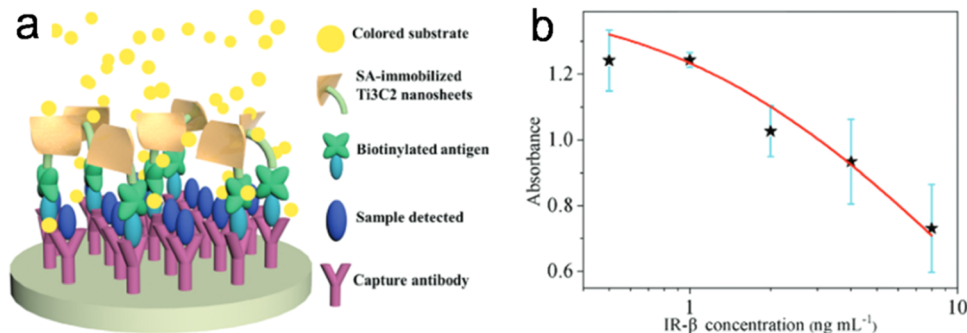 a
Colored substrate
SA-immobilized
Ti3C2 nanosheets
Biotinylated antigen
Sample detected
Capture antibody
b
Absorbance
1.2
1.0
0.8
0.6
1
10
IR-β concentration (ng mL⁻¹)